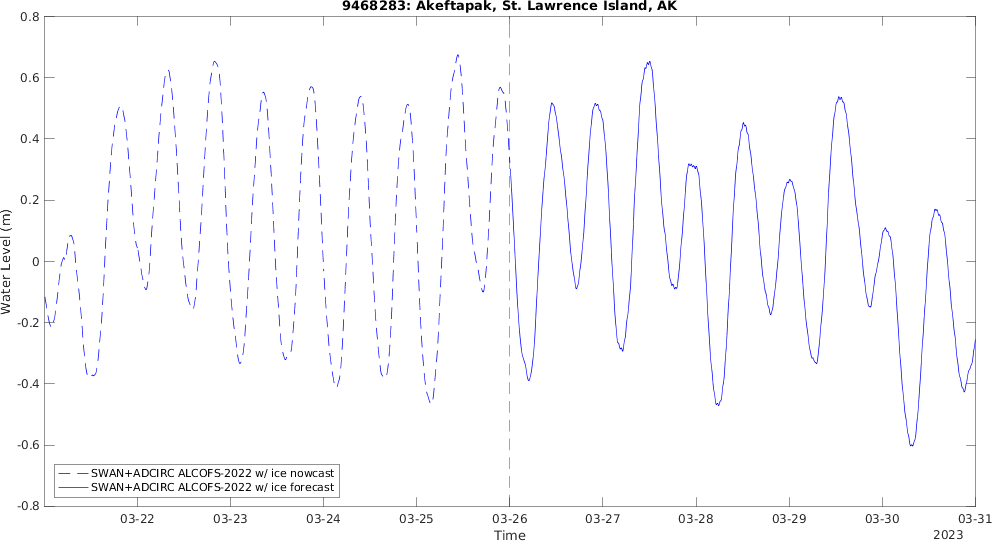 9468283: Akeftapak, St. Lawrence Island, AK
0.8
0.6
0.4
0.2
0
-0.2
-0.4
-0.6
-0.8
Water Level (m)
SWAN+ADCIRC ALCOFS-2022 w/ ice nowcast
SWAN+ADCIRC ALCOFS-2022 w/ ice forecast
03-22 03-23 03-24 03-25 03-26 03-27 03-28 03-29 03-30 03-31
Time
2023